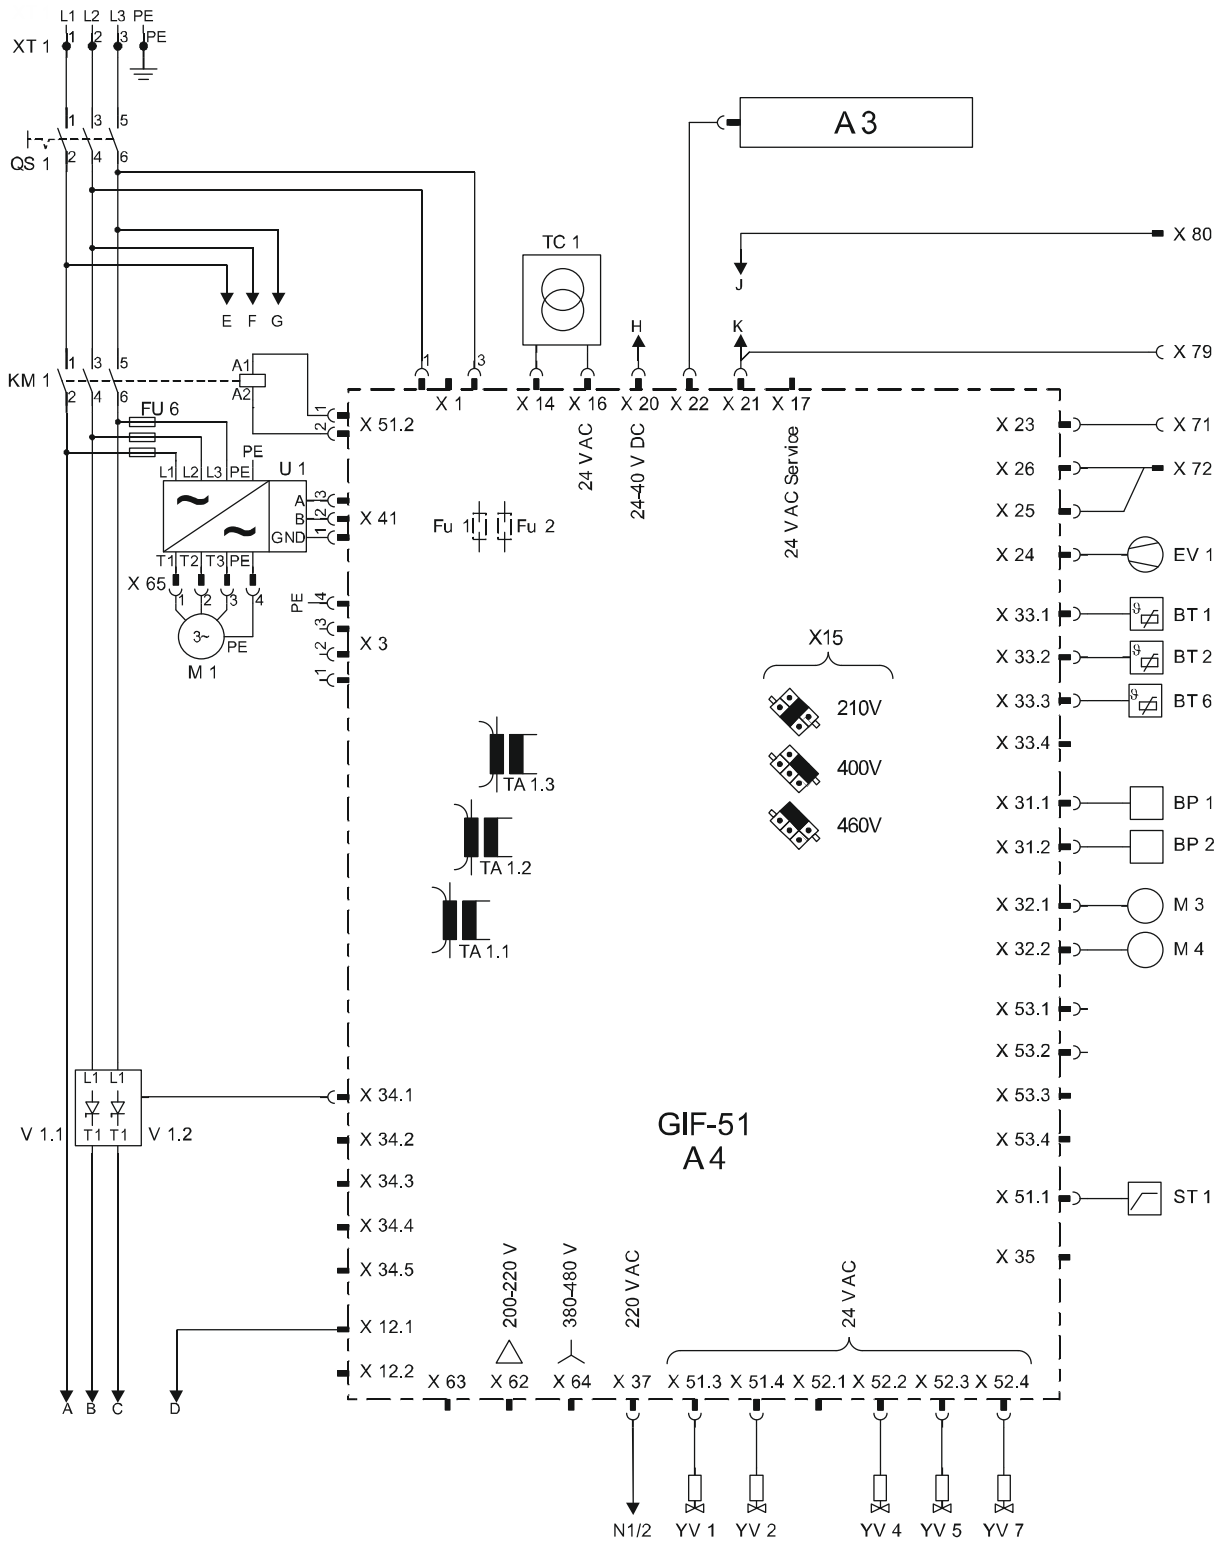 L1 L2 L3 PE
XT 1
1 2 3 PE
1 3 5
QS 1
2 4 6
A 3
X 80
J
TC 1
E F G
H K
X 79
KM 1
1 3 5
2 4 6
A1
A2
1 3
X 1 X 14 X 16 X 20 X 22 X 21 X 17
24 V AC
24-40 V DC
24 V AC Service
FU 6
1
2
X 51.2
PE
L1 L2 L3 PE
U 1
~
~
A 3
B 2
GND 1
X 41
T1 T2 T3 PE
X 65
1 2 3 4
3~
PE
M 1
PE 4
3
2
1
X 3
Fu 1 Fu 2
X 23
X 71
X 26
X 72
X 25
X 24
EV 1
X 33.1
ϑ
BT 1
X 33.2
ϑ
BT 2
X 33.3
ϑ
BT 6
X 33.4
X15
210V
400V
460V
TA 1.3
TA 1.2
TA 1.1
X 31.1
BP 1
X 31.2
BP 2
X 32.1
M 3
X 32.2
M 4
X 53.1
X 53.2
X 53.3
X 53.4
X 51.1
ST 1
X 35
L1 L1
V 1.1
T1 T1
V 1.2
X 34.1
X 34.2
X 34.3
X 34.4
X 34.5
X 12.1
X 12.2
GIF-51
A 4
A B C D
200-220 V
380-480 V
220 V AC
24 V AC
X 63 X 62 X 64 X 37 X 51.3 X 51.4 X 52.1 X 52.2 X 52.3 X 52.4
N1/2 YV 1 YV 2 YV 4 YV 5 YV 7